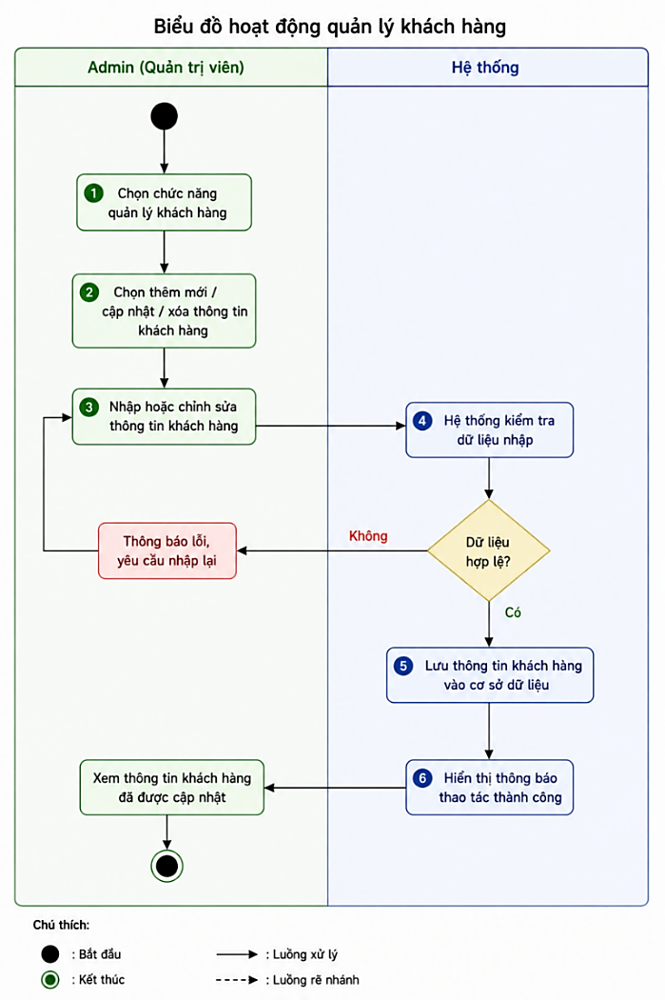 Biểu đồ hoạt động quản lý khách hàng
Admin (Quản trị viên)
Hệ thống
1 Chọn chức năng
quản lý khách hàng
2 Chọn thêm mới /
cập nhật / xóa thông tin
khách hàng
3 Nhập hoặc chỉnh sửa
thông tin khách hàng
4 Hệ thống kiểm tra
dữ liệu nhập
Dữ liệu
hợp lệ?
Không
Thông báo lỗi,
yêu cầu nhập lại
Có
5 Lưu thông tin khách hàng
vào cơ sở dữ liệu
6 Hiển thị thông báo
thao tác thành công
Xem thông tin khách hàng
đã được cập nhật
Chú thích:
: Bắt đầu
: Luồng xử lý
: Kết thúc
: Luồng rẽ nhánh